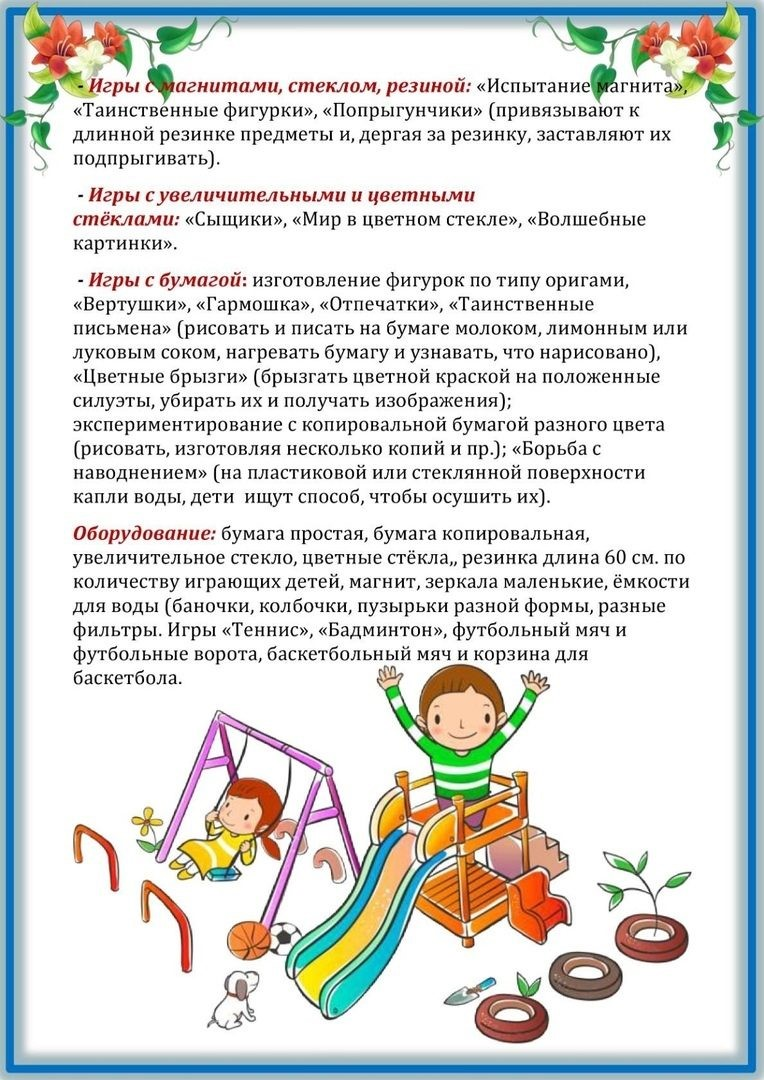 - Игры с магнитами, стеклом, резиной: «Испытание магнита»,
«Таинственные фигурки», «Попрыгунчики» (привязывают к
длинной резинке предметы и, дергая за резинку, заставляют их
подпрыгивать).
- Игры с увеличительными и цветными
стёклами: «Сыщики», «Мир в цветном стекле», «Волшебные
картинки».
- Игры с бумагой: изготовление фигурок по типу оригами,
«Вертушки», «Гармошка», «Отпечатки», «Таинственные
письмена» (рисовать и писать на бумаге молоком, лимонным или
луковым соком, нагревать бумагу и узнавать, что нарисовано),
«Цветные брызги» (брызгать цветной краской на положенные
силуэты, убирать их и получать изображения);
экспериментирование с копировальной бумагой разного цвета
(рисовать, изготовляя несколько копий и пр.); «Борьба с
наводнением» (на пластиковой или стеклянной поверхности
капли воды, дети  ищут способ, чтобы осушить их).
Оборудование: бумага простая, бумага копировальная,
увеличительное стекло, цветные стёкла,, резинка длина 60 см. по
количеству играющих детей, магнит, зеркала маленькие, ёмкости
для воды (баночки, колбочки, пузырьки разной формы, разные
фильтры. Игры «Теннис», «Бадминтон», футбольный мяч и
футбольные ворота, баскетбольный мяч и корзина для
баскетбола.